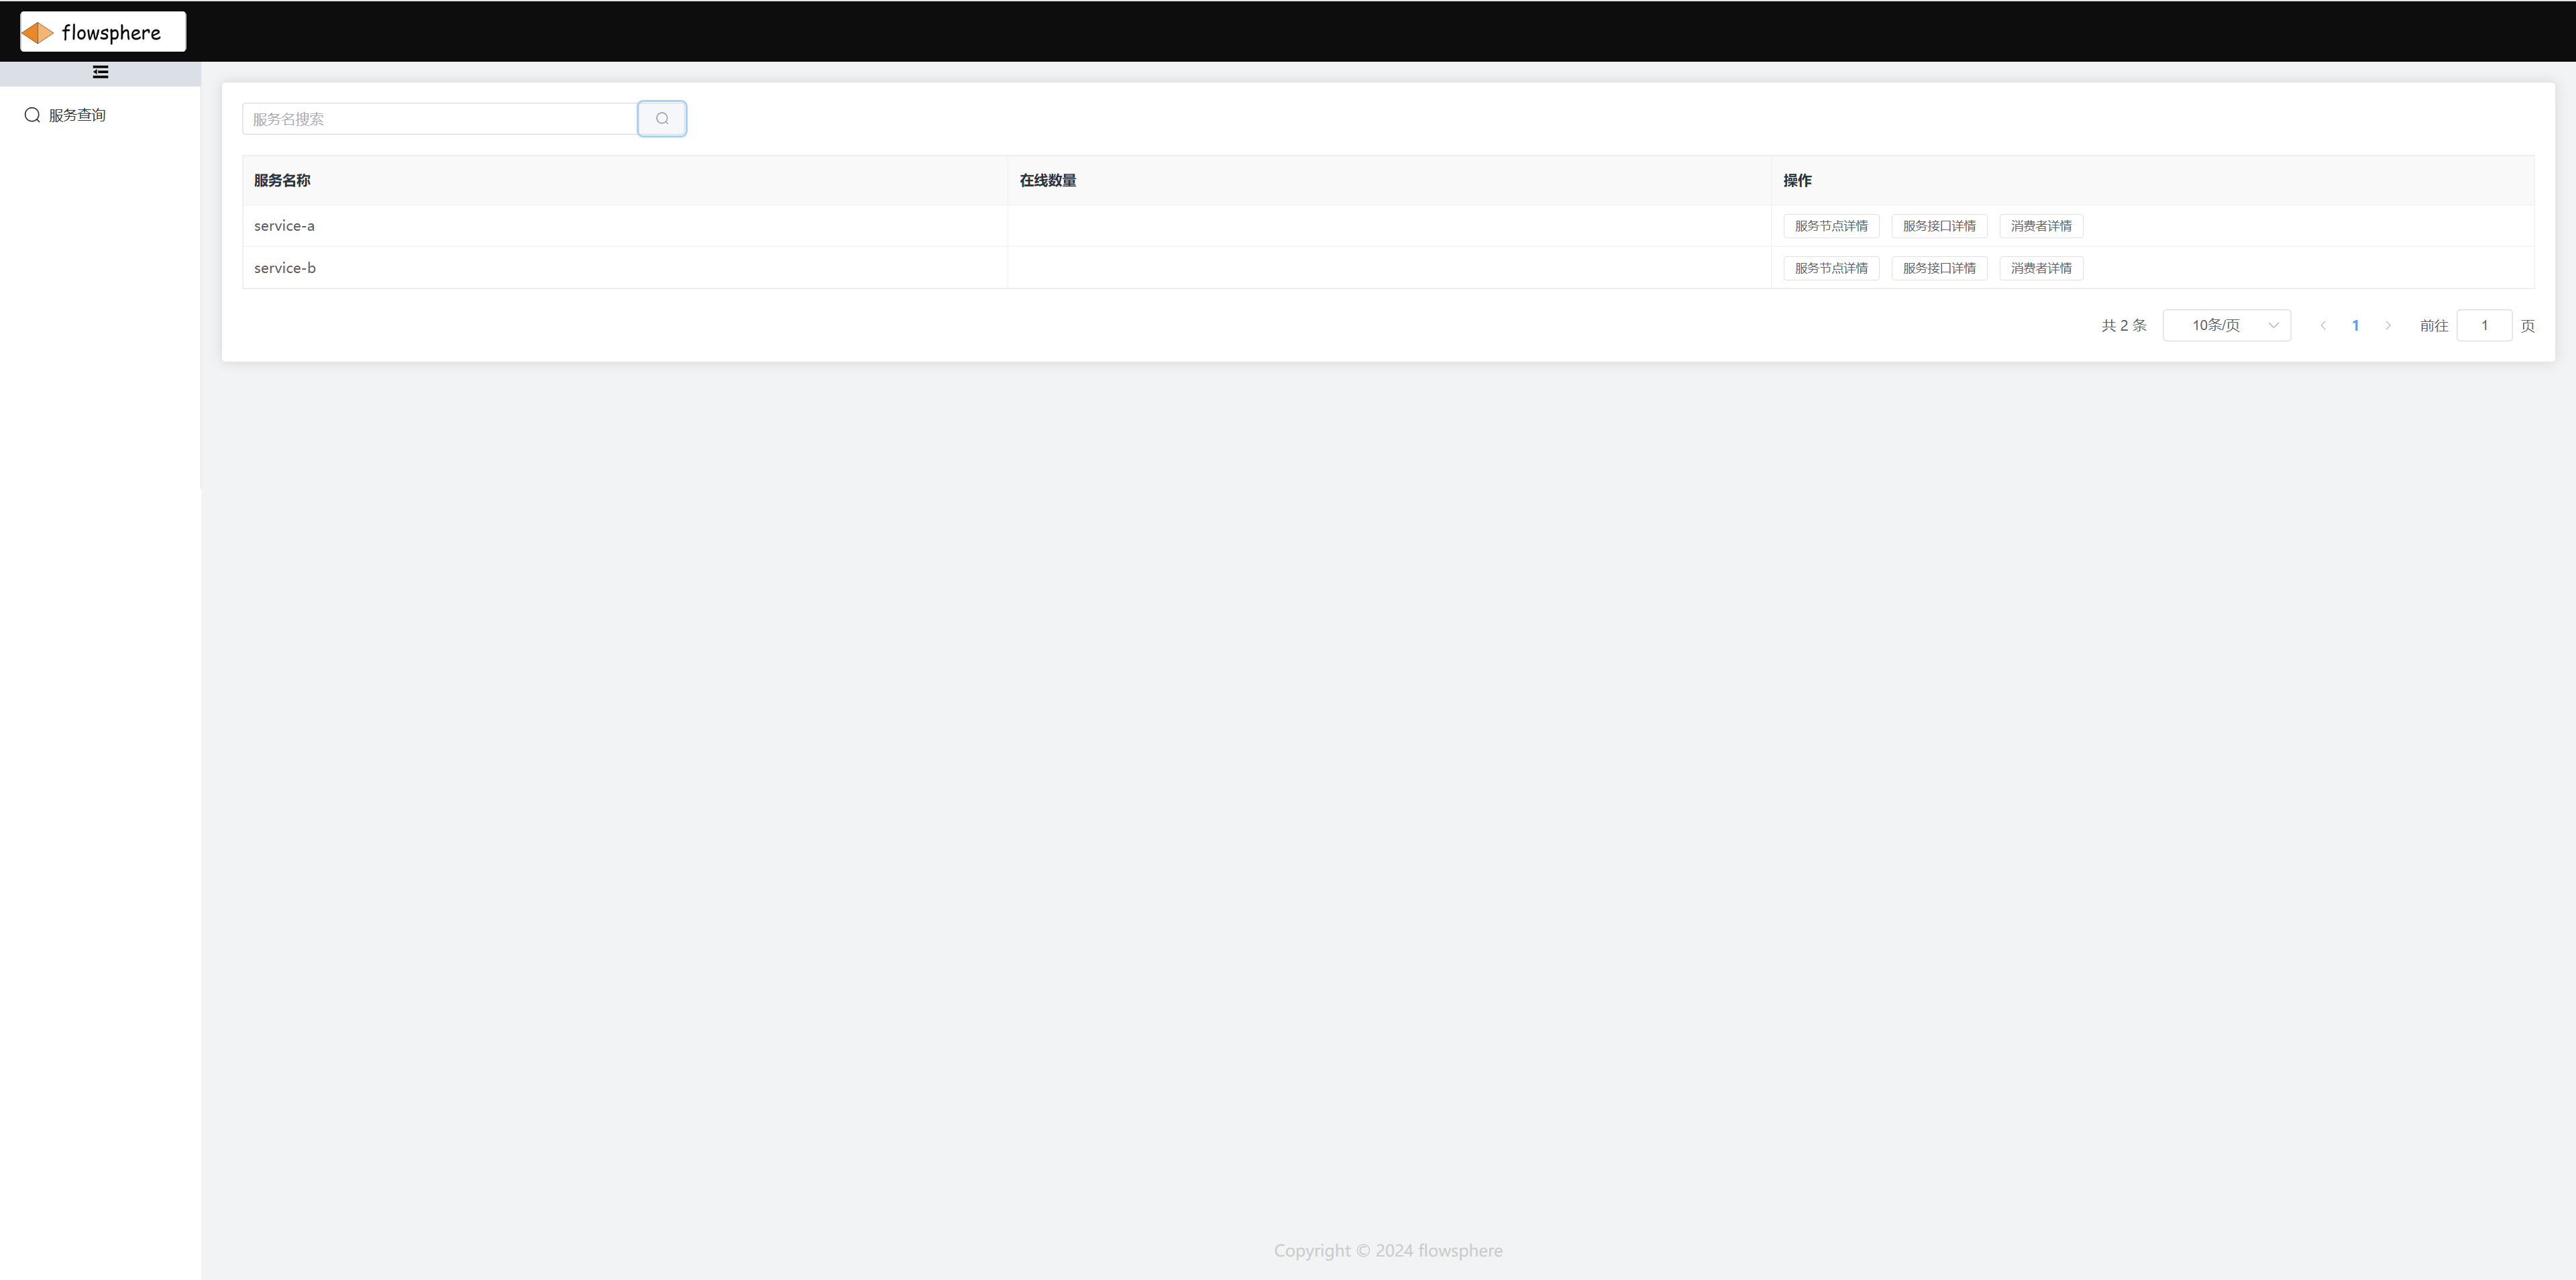 flowsphere
服务查询
服务名搜索
服务名称 在线数量 操作
service-a 服务节点详情 服务接口详情 消费者详情
service-b 服务节点详情 服务接口详情 消费者详情
共 2 条 10条/页 1 前往 1 页
Copyright © 2024 flowsphere